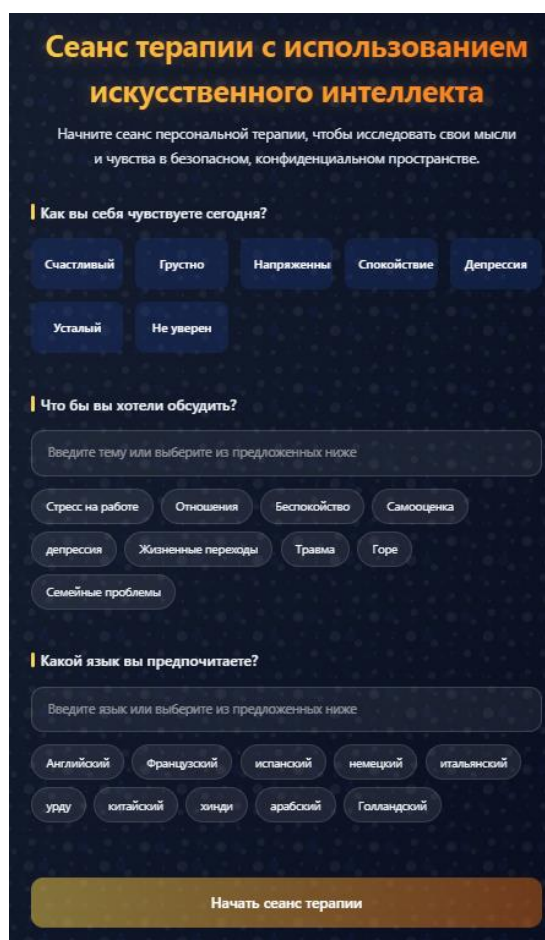 Сеанс терапии с использованием
искусственного интеллекта
Начните сеанс персональной терапии, чтобы исследовать свои мысли
и чувства в безопасном, конфиденциальном пространстве.
Как вы себя чувствуете сегодня?
Счастливый Грустно Напряженны Спокойствие Депрессия
Усталый Не уверен
Что бы вы хотели обсудить?
Введите тему или выберите из предложенных ниже
Стресс на работе Отношения Беспокойство Самооценка
депрессия Жизненные переходы Травма Горе
Семейные проблемы
Какой язык вы предпочитаете?
Введите язык или выберите из предложенных ниже
Английский Французский испанский немецкий итальянский
урду китайский хинди арабский Голландский
Начать сеанс терапии